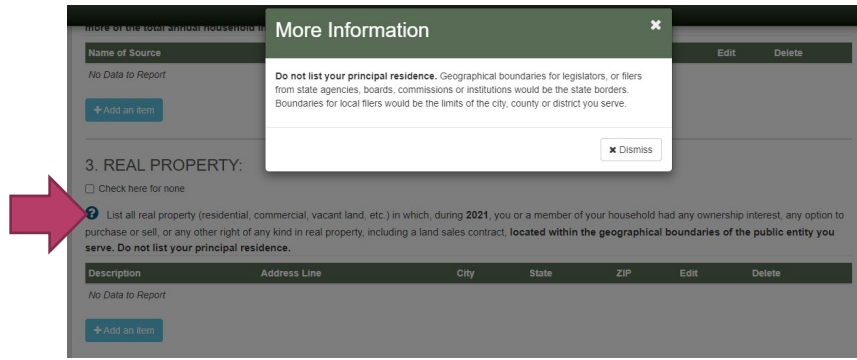 more of the total annual household in
More Information ✖
Name of Source Edit Delete
No Data to Report
Do not list your principal residence. Geographical boundaries for legislators, or filers
from state agencies, boards, commissions or institutions would be the state borders.
Boundaries for local filers would be the limits of the city, county or district you serve.
+ Add an item
✖ Dismiss
3. REAL PROPERTY:
Check here for none
? List all real property (residential, commercial, vacant land, etc.) in which, during 2021, you or a member of your household had any ownership interest, any option to
purchase or sell, or any other right of any kind in real property, including a land sales contract, located within the geographical boundaries of the public entity you
serve. Do not list your principal residence.
Description Address Line City State ZIP Edit Delete
No Data to Report
+ Add an item